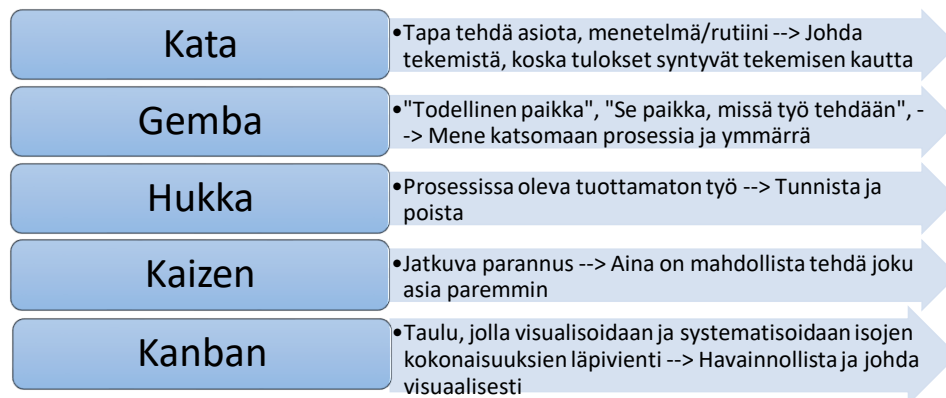 Kata
•Tapa tehdä asiota, menetelmä/rutiini --> Johda
tekemistä, koska tulokset syntyvät tekemisen kautta
Gemba
•"Todellinen paikka", "Se paikka, missä työ tehdään", -
-> Mene katsomaan prosessia ja ymmärrä
Hukka
•Prosessissa oleva tuottamaton työ --> Tunnista ja
poista
Kaizen
•Jatkuva parannus --> Aina on mahdollista tehdä joku
asia paremmin
Kanban
•Taulu, jolla visualisoidaan ja systematisoidaan isojen
kokonaisuuksien läpivienti --> Havainnollista ja johda
visuaalisesti